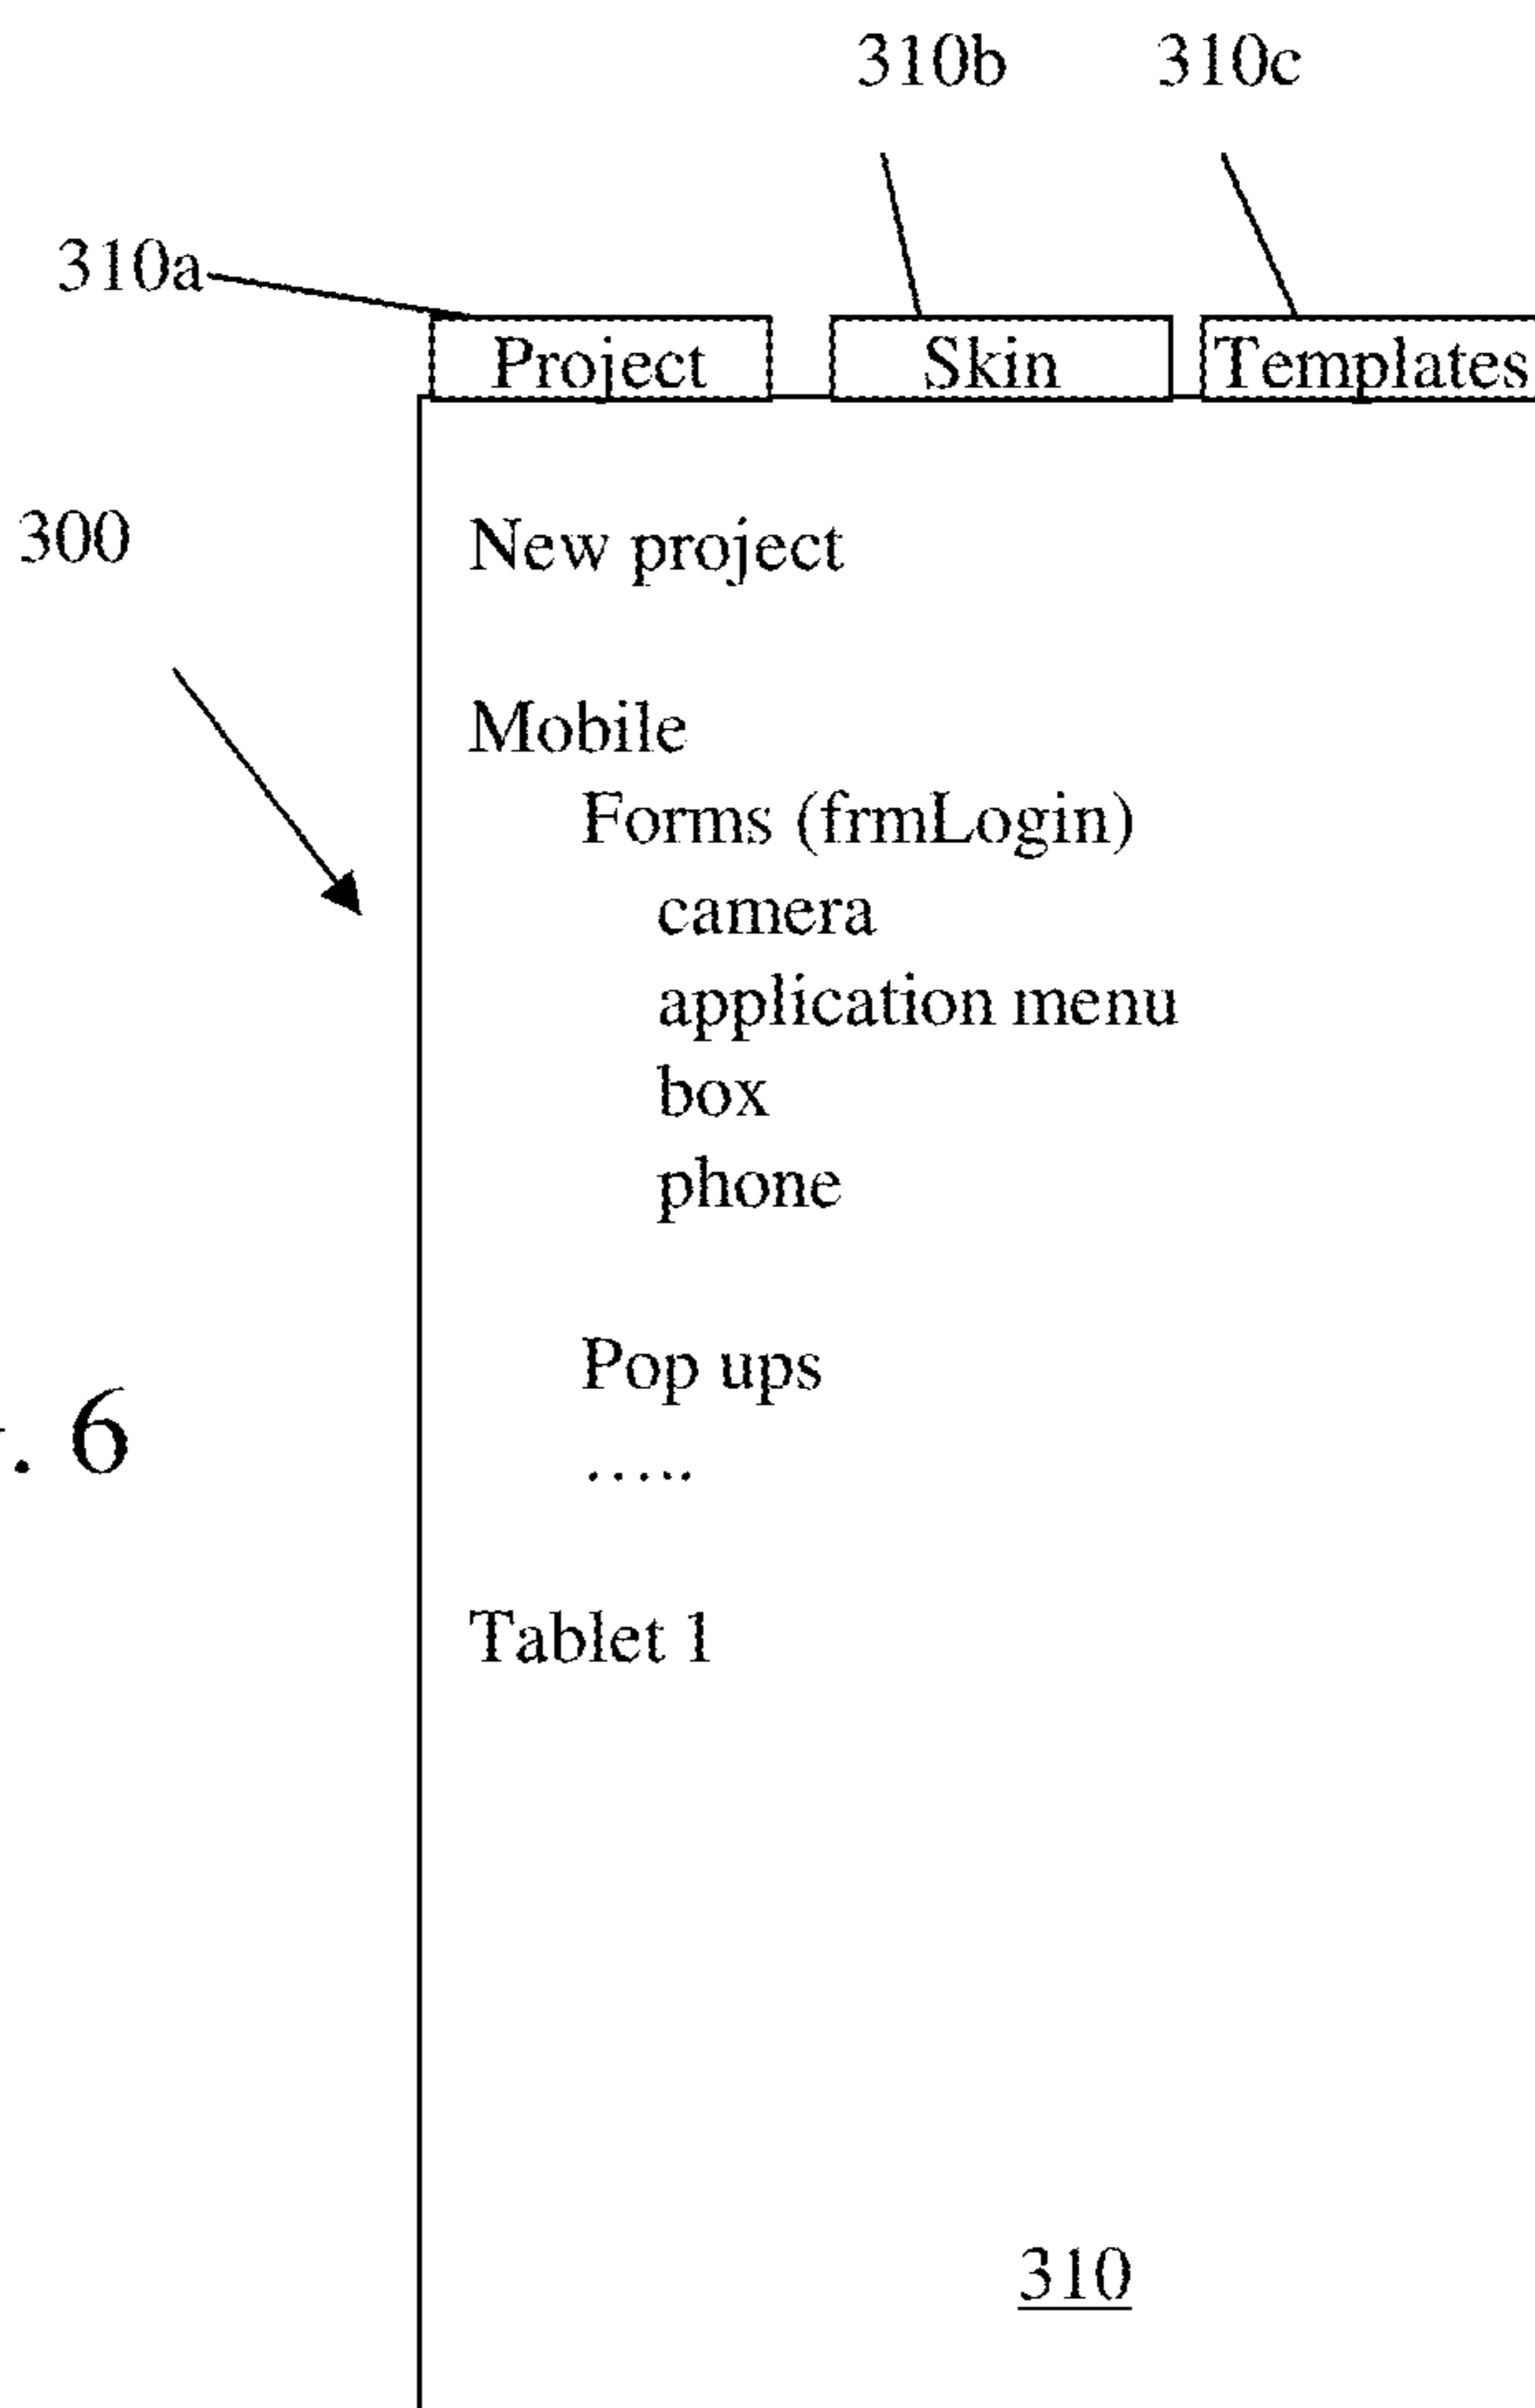 310b 310c
310a
Project Skin Templates
300
New project
Mobile
Forms (frmLogin)
camera
application menu
box
phone
Pop ups
. 6
.....
Tablet 1
310